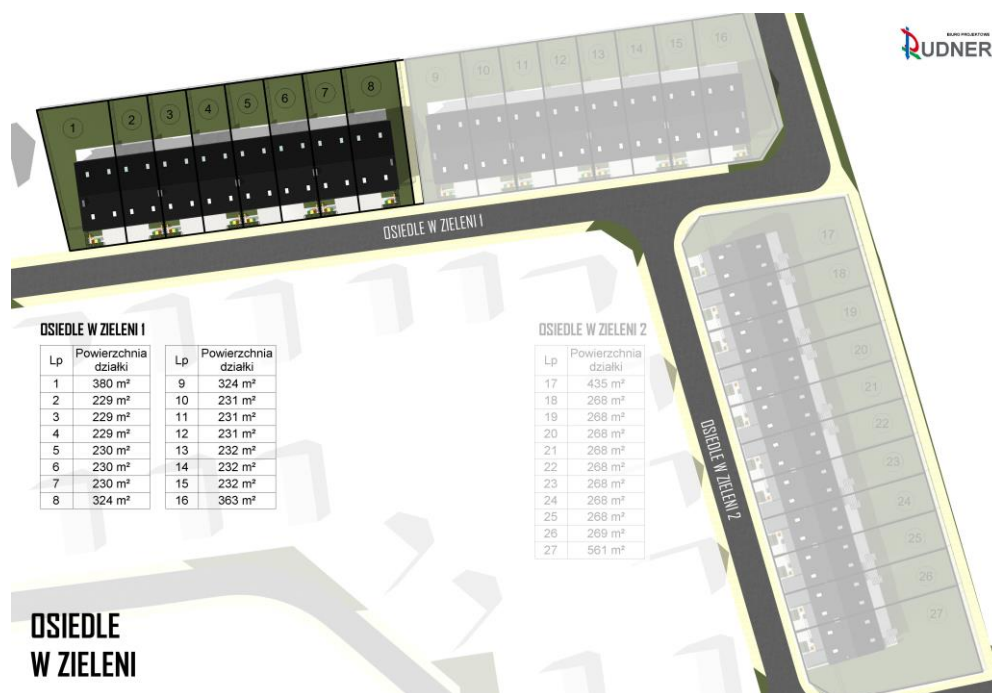 BIURO PROJEKTOWE
RUDNER
1
2
3
4
5
6
7
8
9
10
11
12
13
14
15
16
OSIEDLE W ZIELENI 1
17
18
19
20
21
22
23
24
25
26
27
OSIEDLE W ZIELENI 2
OSIEDLE W ZIELENI 1
Lp Powierzchnia działki
1 380 m²
2 229 m²
3 229 m²
4 229 m²
5 230 m²
6 230 m²
7 230 m²
8 324 m²
Lp Powierzchnia działki
9 324 m²
10 231 m²
11 231 m²
12 231 m²
13 232 m²
14 232 m²
15 232 m²
16 363 m²
OSIEDLE W ZIELENI 2
Lp Powierzchnia działki
17 435 m²
18 268 m²
19 268 m²
20 268 m²
21 268 m²
22 268 m²
23 268 m²
24 268 m²
25 268 m²
26 269 m²
27 561 m²
OSIEDLE
W ZIELENI